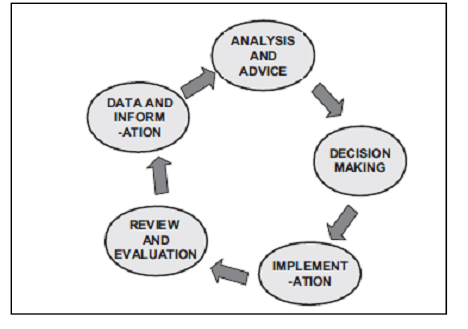 ANALYSIS
AND
ADVICE
DECISION
MAKING
IMPLEMENT
-ATION
REVIEW
AND
EVALUATION
DATA AND
INFORM
-ATION